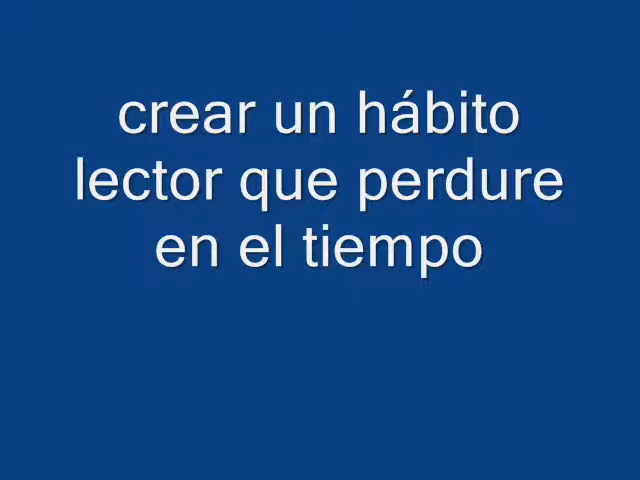 crear un hábito
lector que perdure
en el tiempo